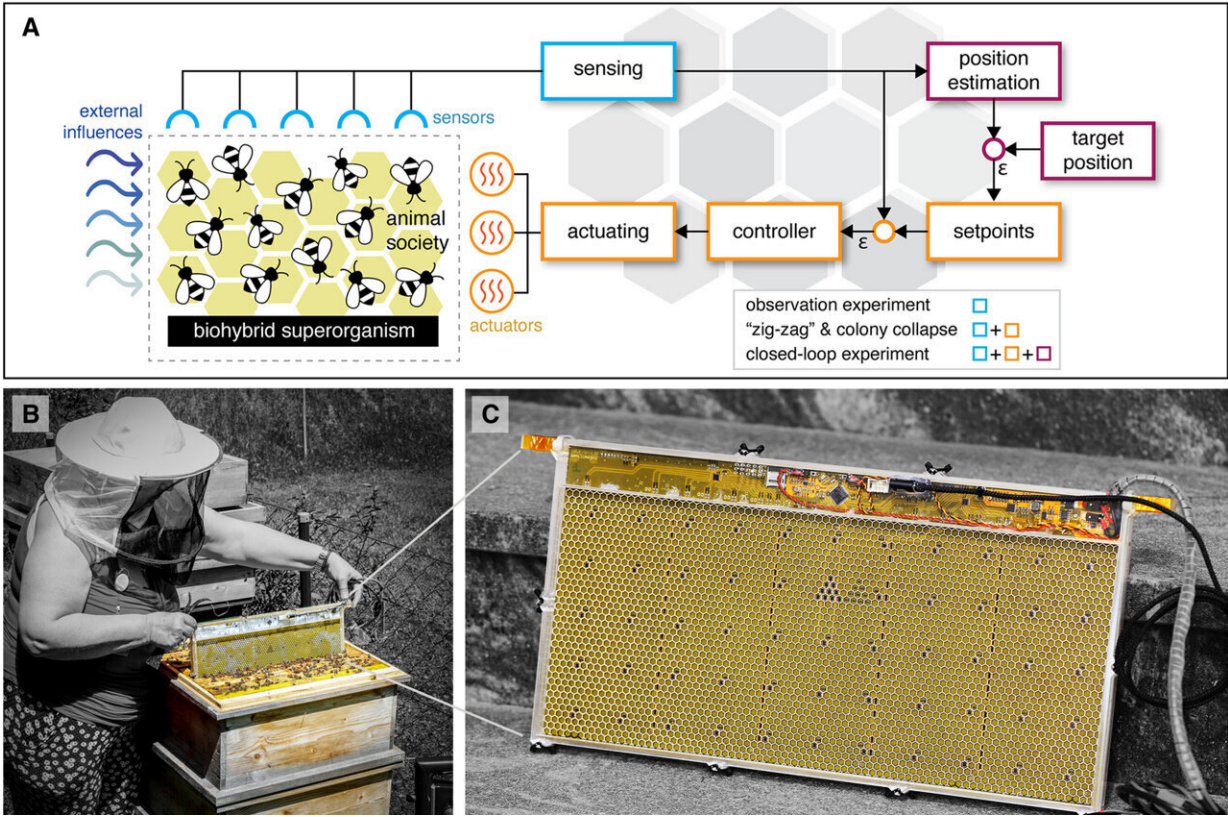 A
sensing
position
estimation
external
influences
sensors
target
position
ε
animal
society
actuating
controller
ε
setpoints
biohybrid superorganism
actuators
observation experiment
“zig-zag” & colony collapse
+
closed-loop experiment
+ +
B
C